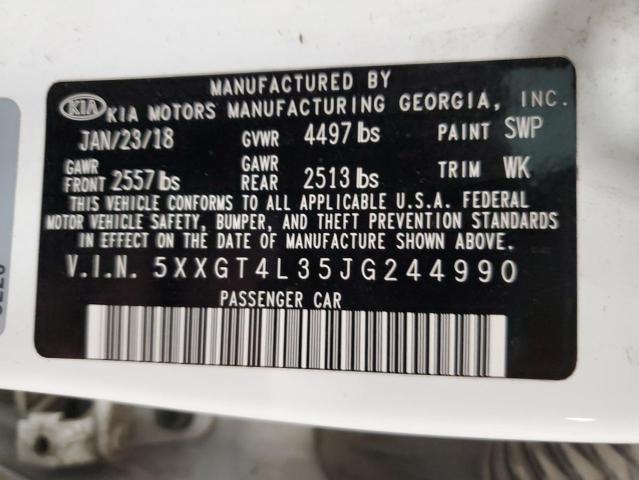 MANUFACTURED BY
KIA KIA MOTORS MANUFACTURING GEORGIA, INC.
JAN/23/18 GVWR 4497 lbs PAINT SWP
GAWR FRONT 2557 lbs GAWR REAR 2513 lbs TRIM WK
THIS VEHICLE CONFORMS TO ALL APPLICABLE U.S.A. FEDERAL
MOTOR VEHICLE SAFETY, BUMPER, AND THEFT PREVENTION STANDARDS
IN EFFECT ON THE DATE OF MANUFACTURE SHOWN ABOVE.
V.I.N. 5XXGT4L35JG244990
PASSENGER CAR